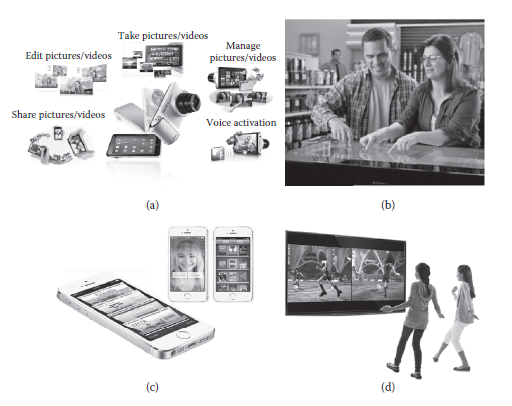 Take pictures/videos
Edit pictures/videos
Manage
pictures/videos
Share pictures/videos
Voice activation
(a)
(b)
(c)
(d)